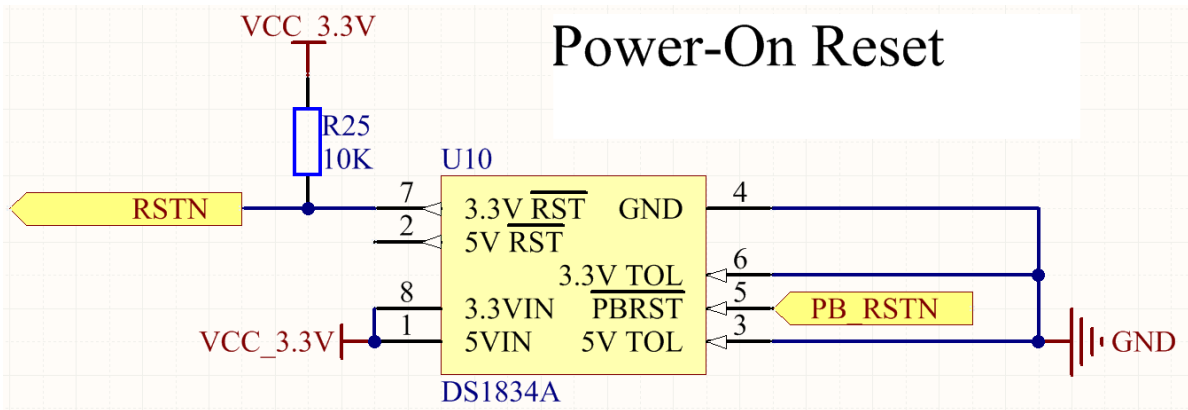 Power-On Reset
VCC_3.3V
R25
10K
U10
RSTN
7
3.3V RST
GND
4
2
5V RST
3.3V TOL
6
8
3.3VIN
PBRST
5
PB_RSTN
VCC_3.3V
1
5VIN
5V TOL
3
GND
DS1834A